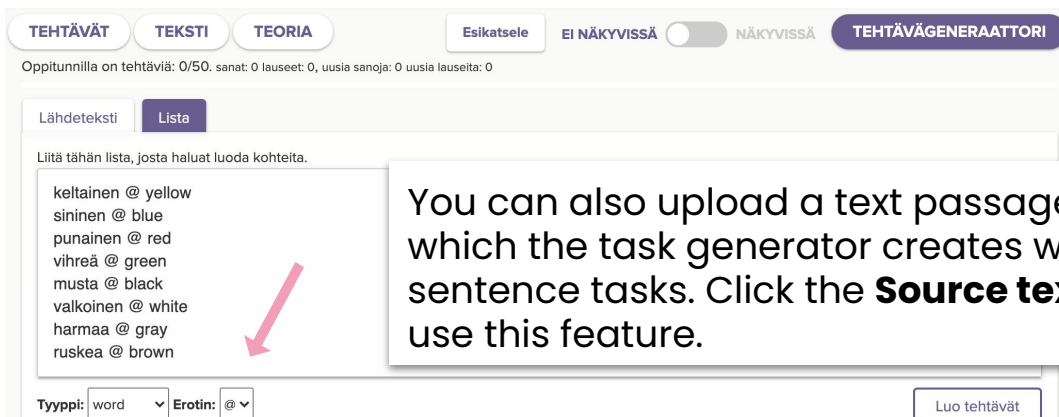 TEHTÄVÄT TEKSTI TEORIA Esikatsele EI NÄKYVISSÄ NÄKYVISSÄ TEHTÄVÄGENERAATTORI
Oppitunnilla on tehtäviä: 0/50. sanat: 0 lauseet: 0, uusia sanoja: 0 uusia lauseita: 0
Lähdeteksti Lista
Liitä tähän lista, josta haluat luoda kohteita.
keltainen @ yellow
sininen @ blue
punainen @ red
vihreä @ green
musta @ black
valkoinen @ white
harmaa @ gray
ruskea @ brown
You can also upload a text passage
which the task generator creates w
sentence tasks. Click the Source te
use this feature.
Tyyppi: word Erotin: @ Luo tehtävät